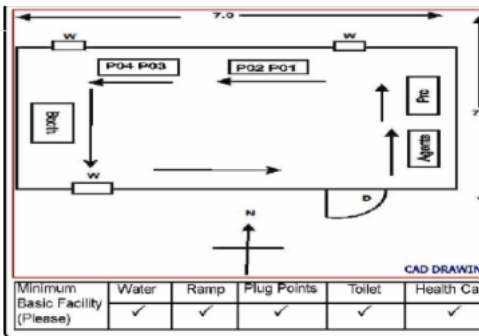 7.0
W W
P04 P03 P02 P01
Pro
Booth
Agents
W
D
N
CAD DRAWIN
Minimum Basic Facility (Please) Water Ramp Plug Points Toilet Health Ca
✓ ✓ ✓ ✓ ✓